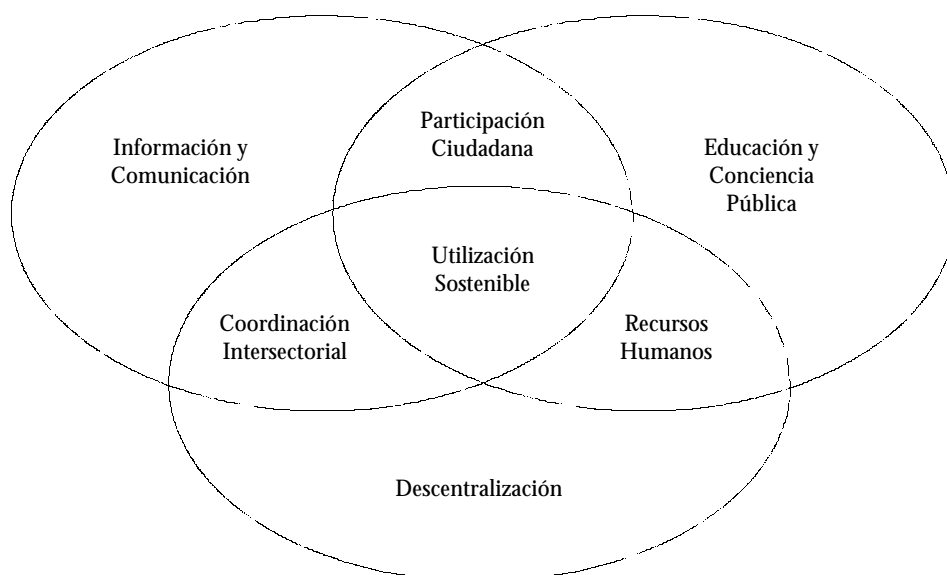 Información y
Comunicación
Participación
Ciudadana
Educación y
Conciencia
Pública
Utilización
Sostenible
Coordinación
Intersectorial
Recursos
Humanos
Descentralización